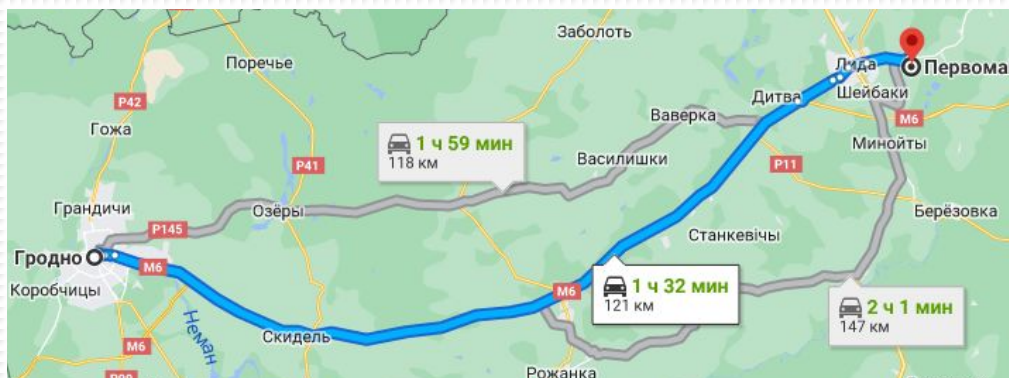 Заболоть
Поречье
Лида
Первома
P42
Дитва
Шейбаки
Гожа
Ваверка
M6
1 ч 59 мин
118 км
Минойты
P41
Василишки
P11
Грандичи
Озёры
Берёзовка
P145
Станкевічы
Гродно
M6
Коробчицы
M6
1 ч 32 мин
121 км
2 ч 1 мин
147 км
Неман
Скидель
M6
Рожанка